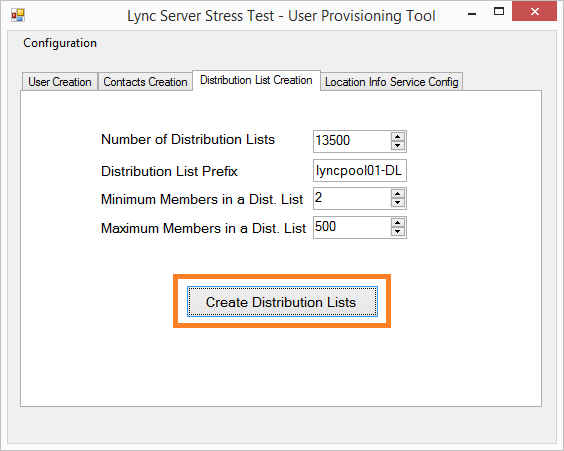 Lync Server Stress Test - User Provisioning Tool
Configuration
User Creation Contacts Creation Distribution List Creation Location Info Service Config
Number of Distribution Lists 13500
Distribution List Prefix lyncpool01-DL
Minimum Members in a Dist. List 2
Maximum Members in a Dist. List 500
Create Distribution Lists